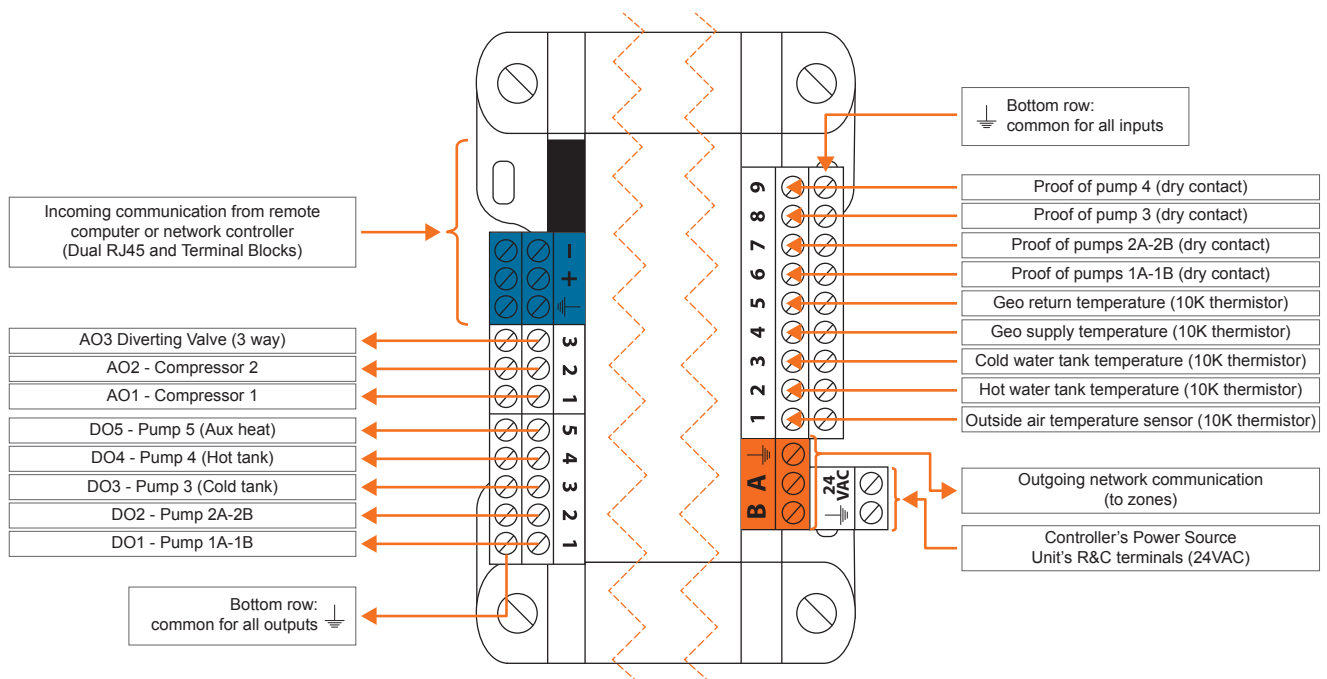 Incoming communication from remote
computer or network controller
(Dual RJ45 and Terminal Blocks)
AO3 Diverting Valve (3 way)
AO2 - Compressor 2
AO1 - Compressor 1
DO5 - Pump 5 (Aux heat)
DO4 - Pump 4 (Hot tank)
DO3 - Pump 3 (Cold tank)
DO2 - Pump 2A-2B
DO1 - Pump 1A-1B
Bottom row:
common for all outputs
–
+
3
2
1
5
4
3
2
1
9
8
7
6
5
4
3
2
1
A
B
24
VAC
Bottom row:
common for all inputs
Proof of pump 4 (dry contact)
Proof of pump 3 (dry contact)
Proof of pumps 2A-2B (dry contact)
Proof of pumps 1A-1B (dry contact)
Geo return temperature (10K thermistor)
Geo supply temperature (10K thermistor)
Cold water tank temperature (10K thermistor)
Hot water tank temperature (10K thermistor)
Outside air temperature sensor (10K thermistor)
Outgoing network communication
(to zones)
Controller's Power Source
Unit's R&C terminals (24VAC)